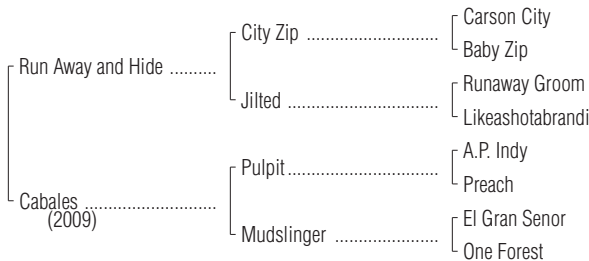 Carson City
City Zip ..............................
Baby Zip
Run Away and Hide ..........
Runaway Groom
Jilted ..................................
Likeashotabrandi
A.P. Indy
Pulpit ..................................
Preach
Cabales ............................
(2009)
El Gran Senor
Mudslinger .......................
One Forest